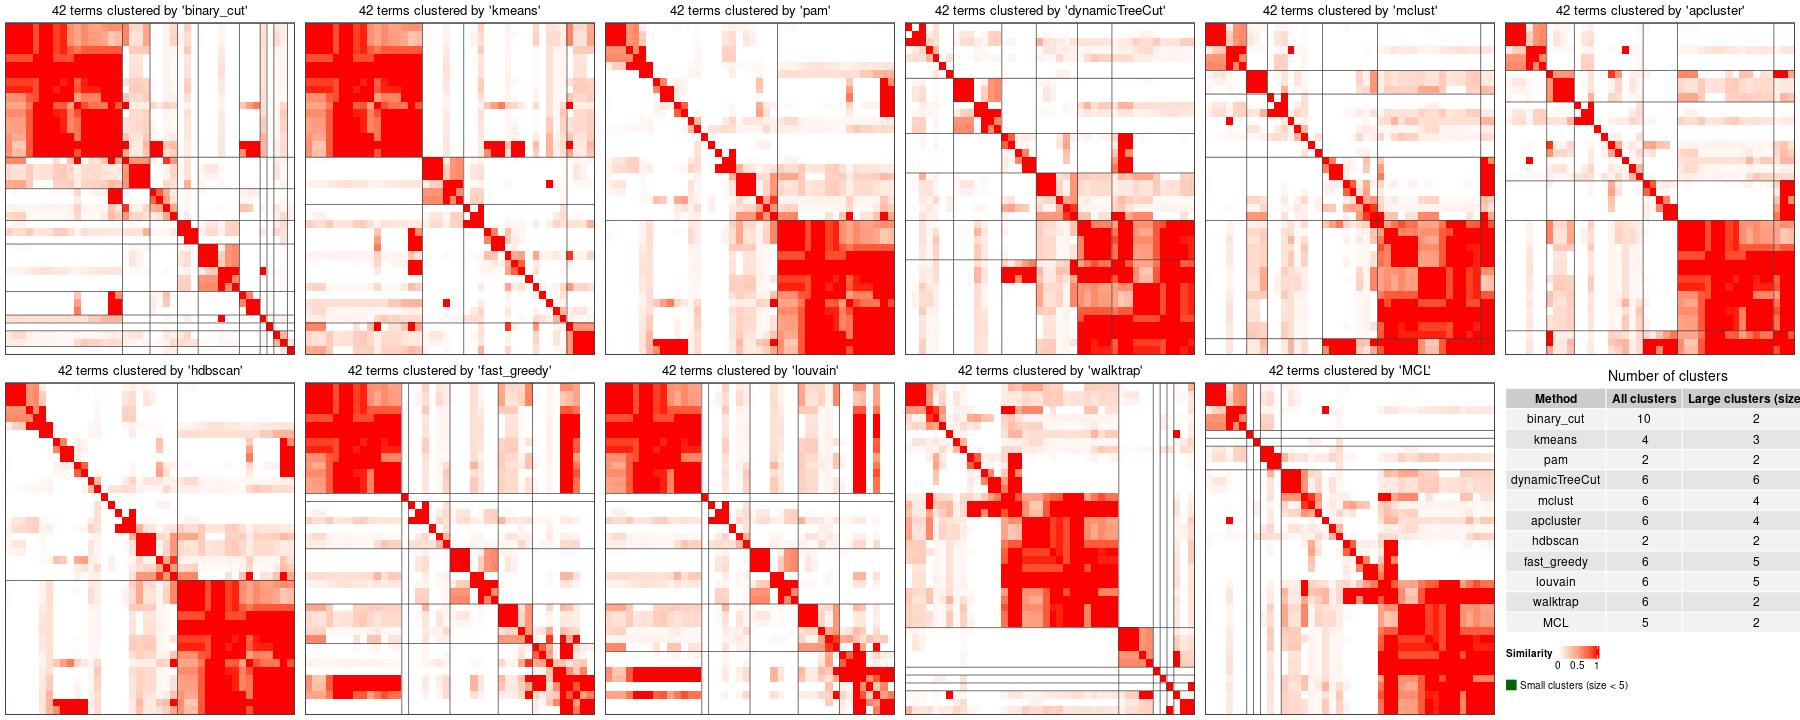 42 terms clustered by 'binary_cut'
42 terms clustered by 'kmeans'
42 terms clustered by 'pam'
42 terms clustered by 'dynamicTreeCut'
42 terms clustered by 'mclust'
42 terms clustered by 'apcluster'
42 terms clustered by 'hdbscan'
42 terms clustered by 'fast_greedy'
42 terms clustered by 'louvain'
42 terms clustered by 'walktrap'
42 terms clustered by 'MCL'
Number of clusters
Method All clusters Large clusters (size
binary_cut 10 2
kmeans 4 3
pam 2 2
dynamicTreeCut 6 6
mclust 6 4
apcluster 6 4
hdbscan 2 2
fast_greedy 6 5
louvain 6 5
walktrap 6 2
MCL 5 2
Similarity
0 0.5 1
Small clusters (size < 5)